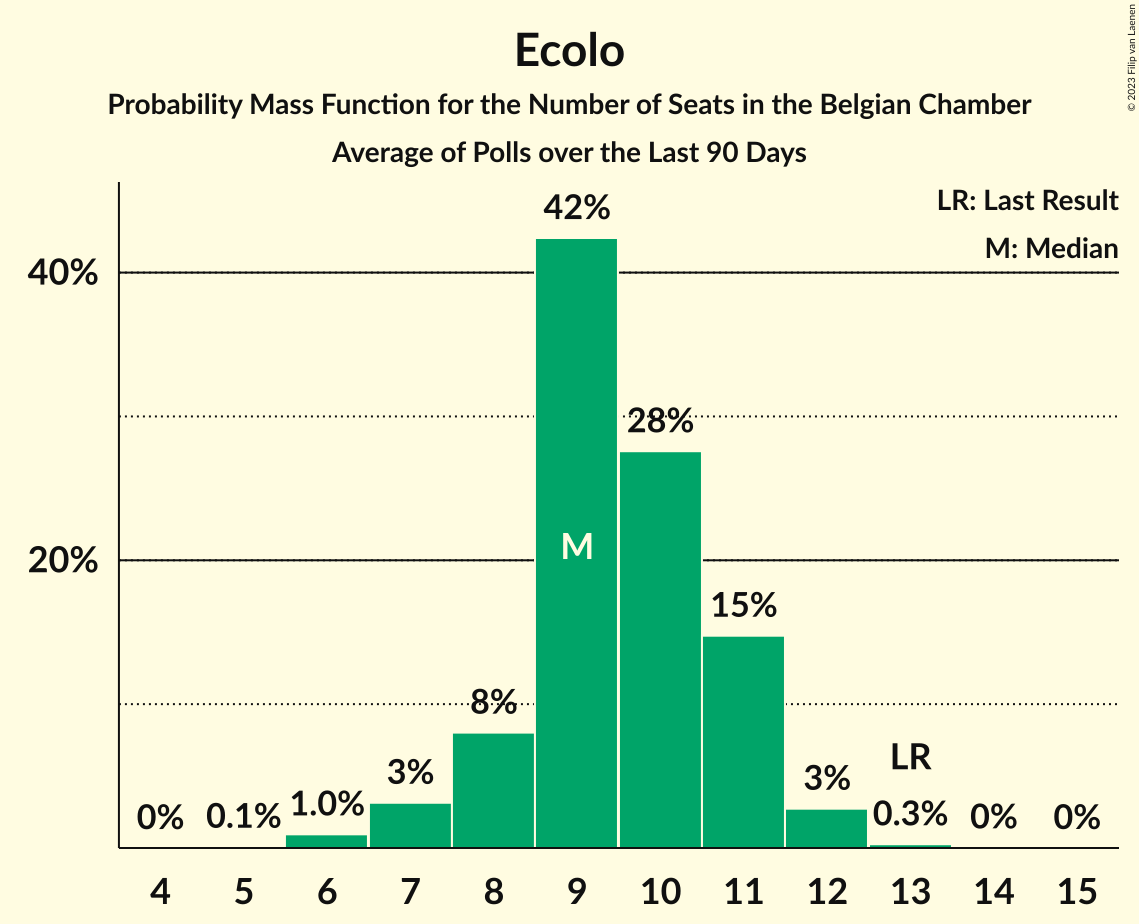 © 2023 Filip van Laenen
Ecolo
Probability Mass Function for the Number of Seats in the Belgian Chamber
Average of Polls over the Last 90 Days
LR: Last Result
M: Median
42%
40%
28%
M
20%
15%
8%
LR
3%
3%
1.0%
0%
0.1%
0.3%
0%
0%
4 5 6 7 8 9 10 11 12 13 14 15